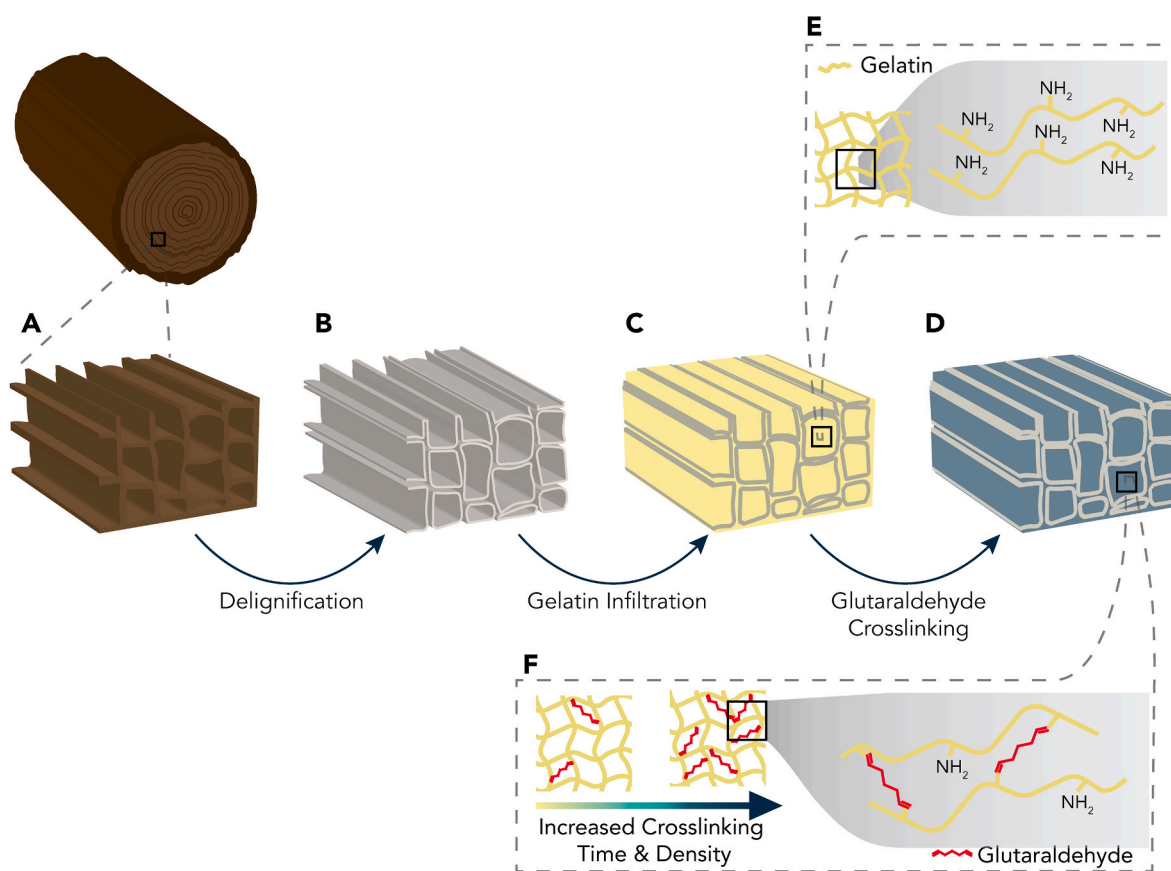 E
Gelatin
NH2
NH2
NH2
NH2
NH2
NH2
A
B
C
D
Delignification
Gelatin Infiltration
Glutaraldehyde
Crosslinking
F
NH2
NH2
Increased Crosslinking
Time & Density
Glutaraldehyde